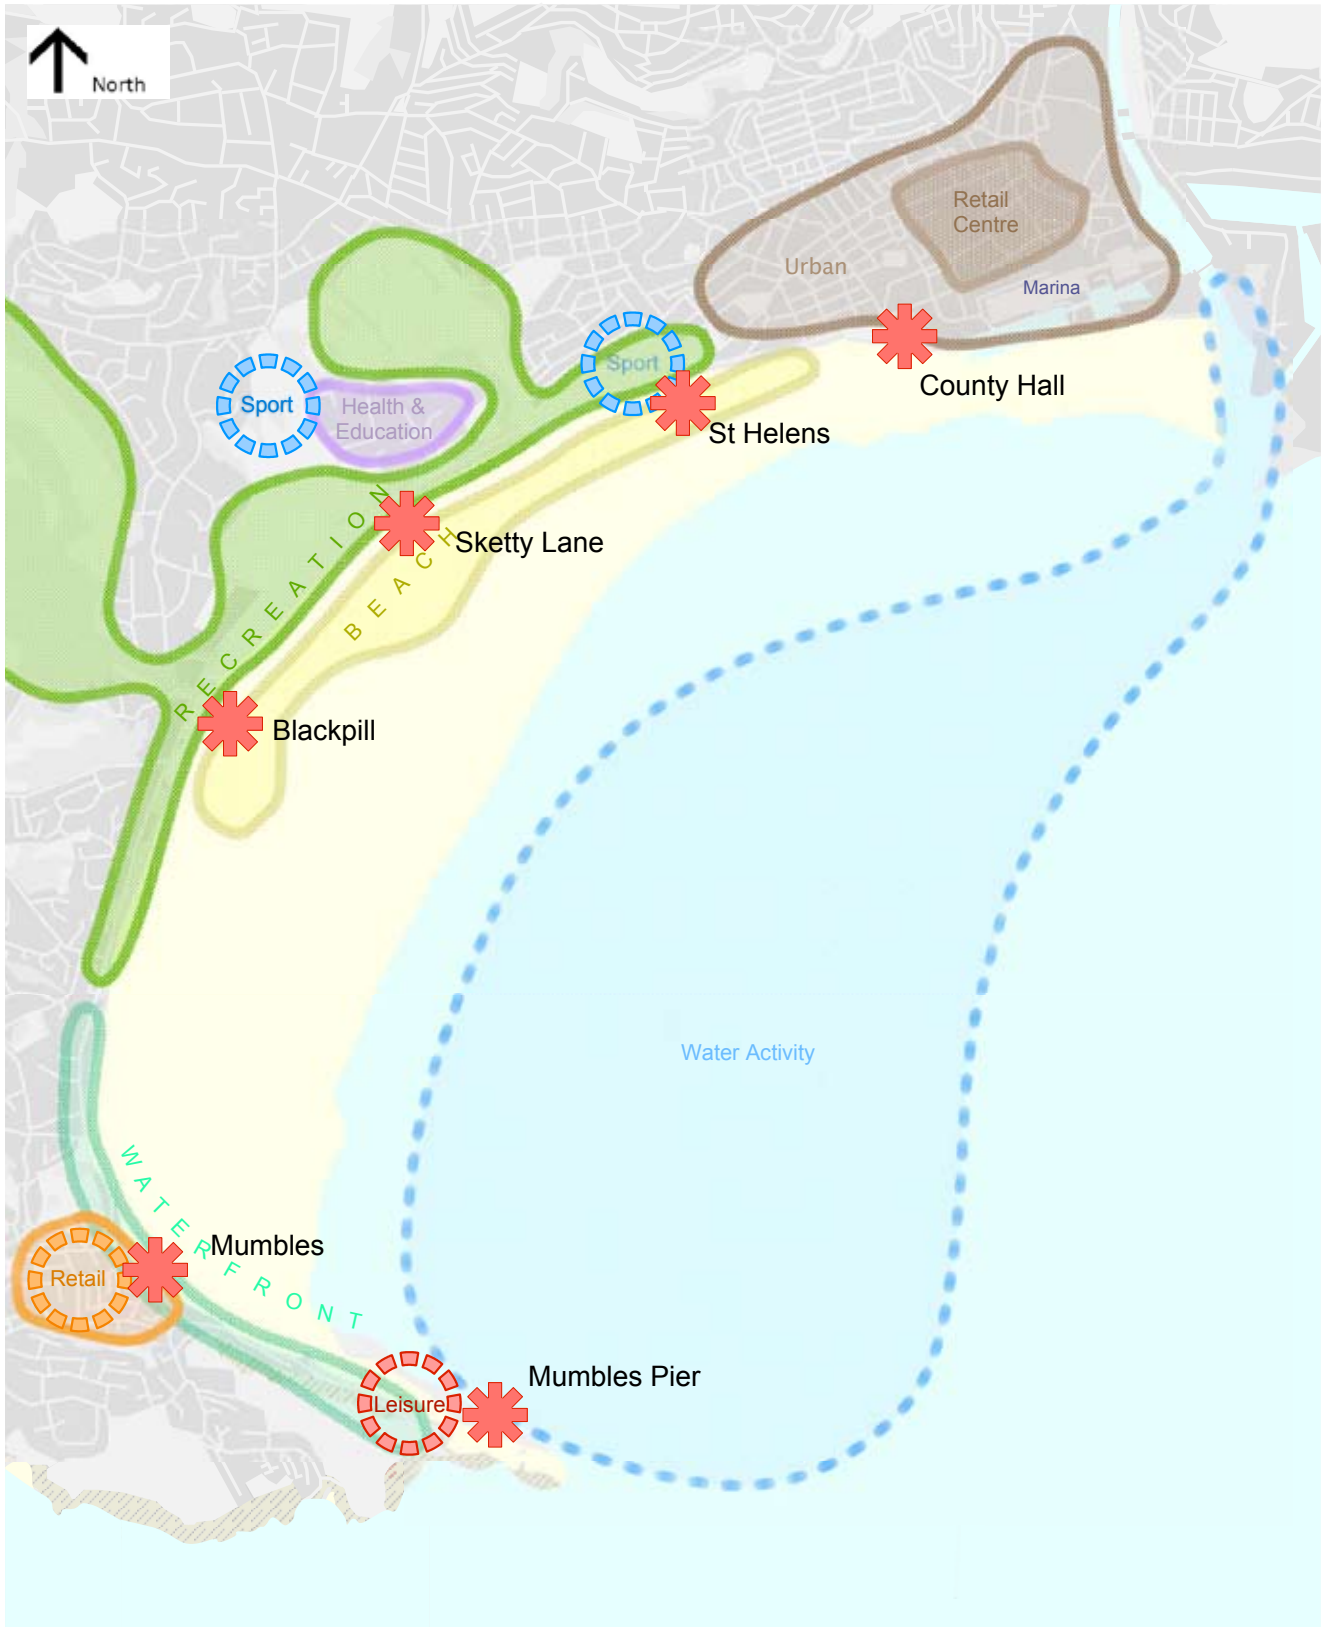 North
Retail
Centre
Urban
Marina
Sport
County Hall
Sport
Health &
Education
St Helens
RECREATION
BEACH
Sketty Lane
Blackpill
Water Activity
WATERFRONT
Mumbles
Retail
Mumbles Pier
Leisure